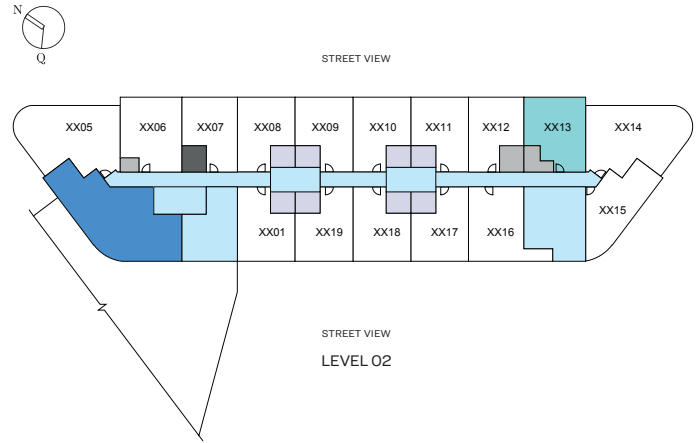 N
Q
STREET VIEW
XX05
XX06
XX07
XX08
XX09
XX10
XX11
XX12
XX13
XX14
XX15
XX01
XX19
XX18
XX17
XX16
STREET VIEW
LEVEL 02